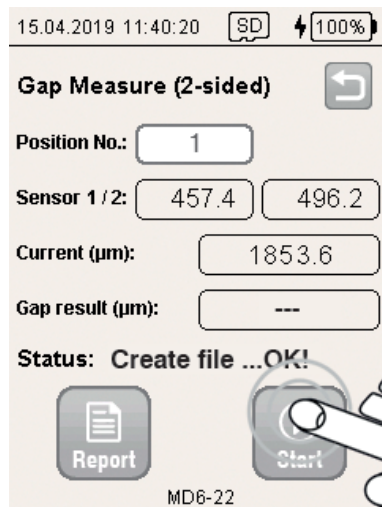 15.04.2019 11:40:20 SD 100%
Gap Measure (2-sided)
Position No.: 1
Sensor 1 / 2: 457.4 496.2
Current (µm): 1853.6
Gap result (µm): ---
Status: Create file ...OK!
Report Start
MD6-22